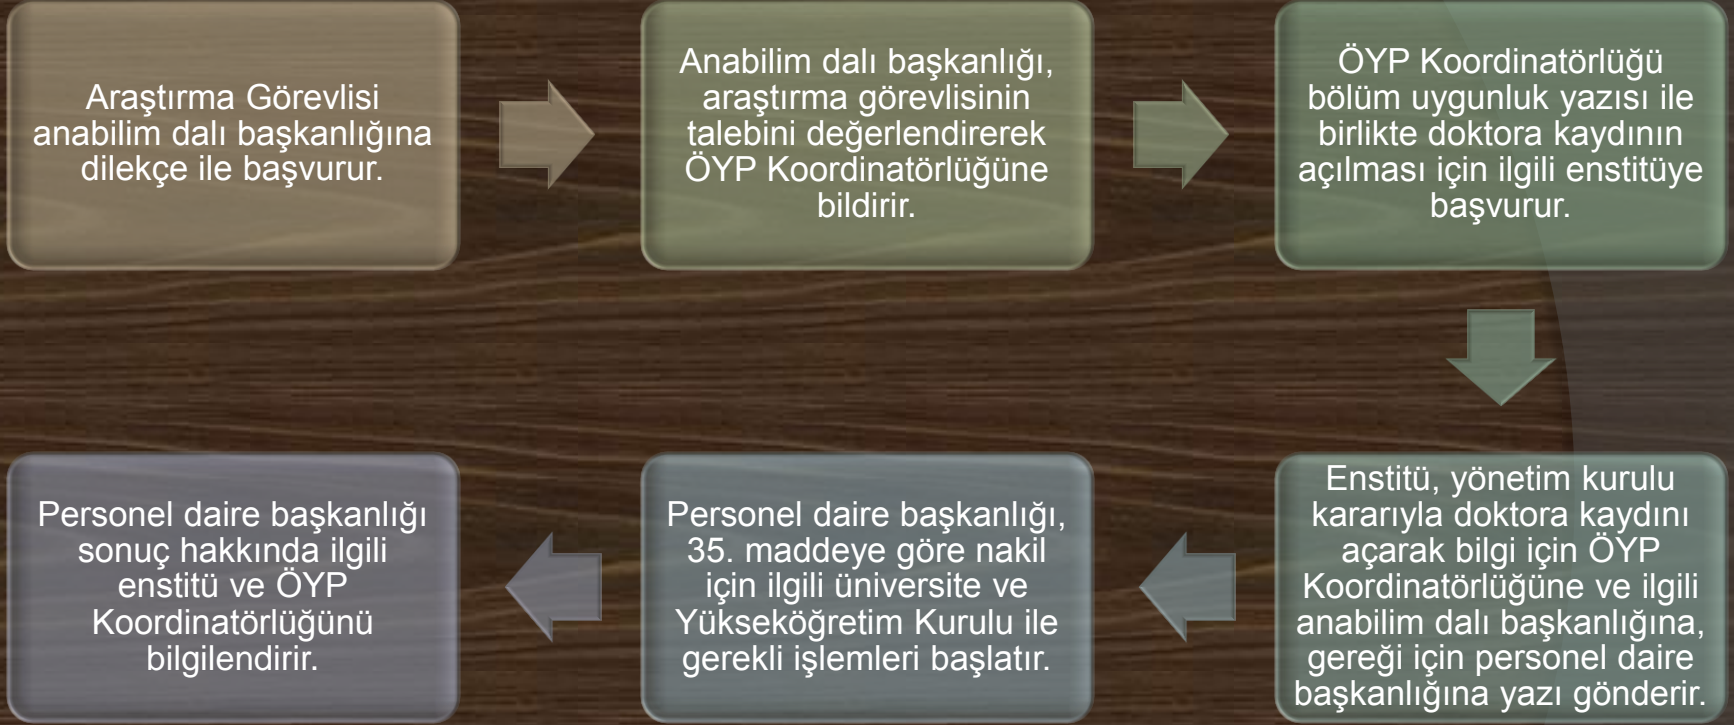 Araştırma Görevlisi
anabilim dalı başkanlığına
dilekçe ile başvurur.
Anabilim dalı başkanlığı,
araştırma görevlisinin
talebini değerlendirerek
ÖYP Koordinatörlüğüne
bildirir.
ÖYP Koordinatörlüğü
bölüm uygunluk yazısı ile
birlikte doktora kaydının
açılması için ilgili enstitüye
başvurur.
Enstitü, yönetim kurulu
kararıyla doktora kaydını
açarak bilgi için ÖYP
Koordinatörlüğüne ve ilgili
anabilim dalı başkanlığına,
gereği için personel daire
başkanlığına yazı gönderir.
Personel daire başkanlığı,
35. maddeye göre nakil
için ilgili üniversite ve
Yükseköğretim Kurulu ile
gerekli işlemleri başlatır.
Personel daire başkanlığı
sonuç hakkında ilgili
enstitü ve ÖYP
Koordinatörlüğünü
bilgilendirir.